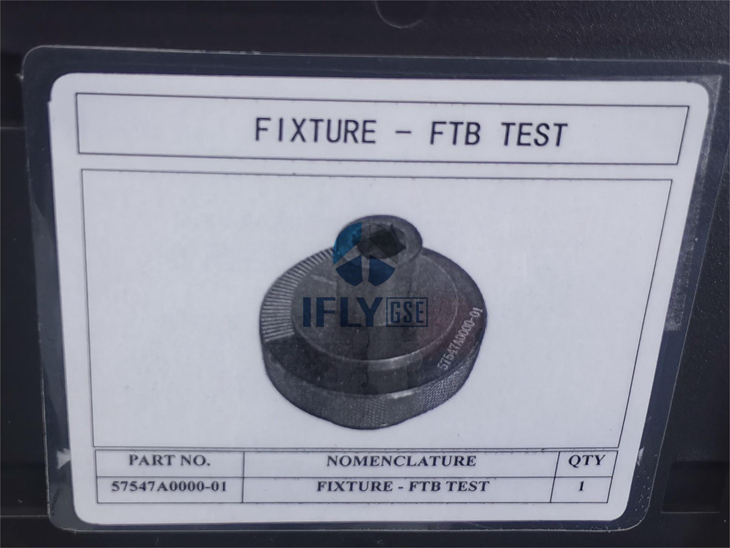 FIXTURE - FTB TEST
IFLY GSE
57547A0000-01
PART NO. NOMENCLATURE QTY
57547A0000-01 FIXTURE - FTB TEST 1